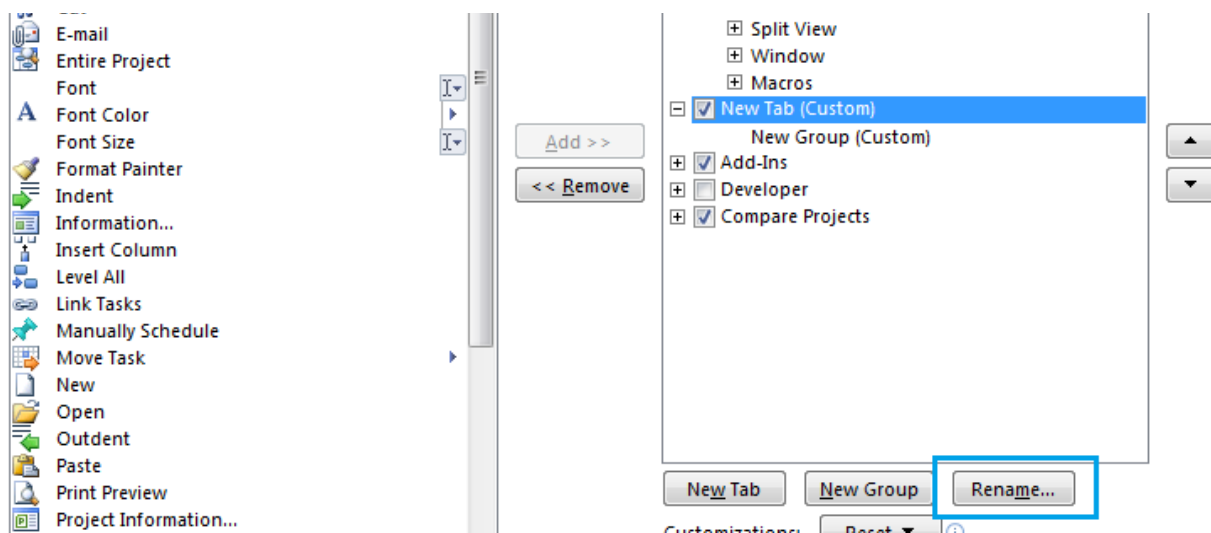 E-mail
Entire Project
Font
Font Color
Font Size
Format Painter
Indent
Information...
Insert Column
Level All
Link Tasks
Manually Schedule
Move Task
New
Open
Outdent
Paste
Print Preview
Project Information...
Add >>
<< Remove
Split View
Window
Macros
New Tab (Custom)
New Group (Custom)
Add-Ins
Developer
Compare Projects
New Tab
New Group
Rename...
Customizations:
Reset